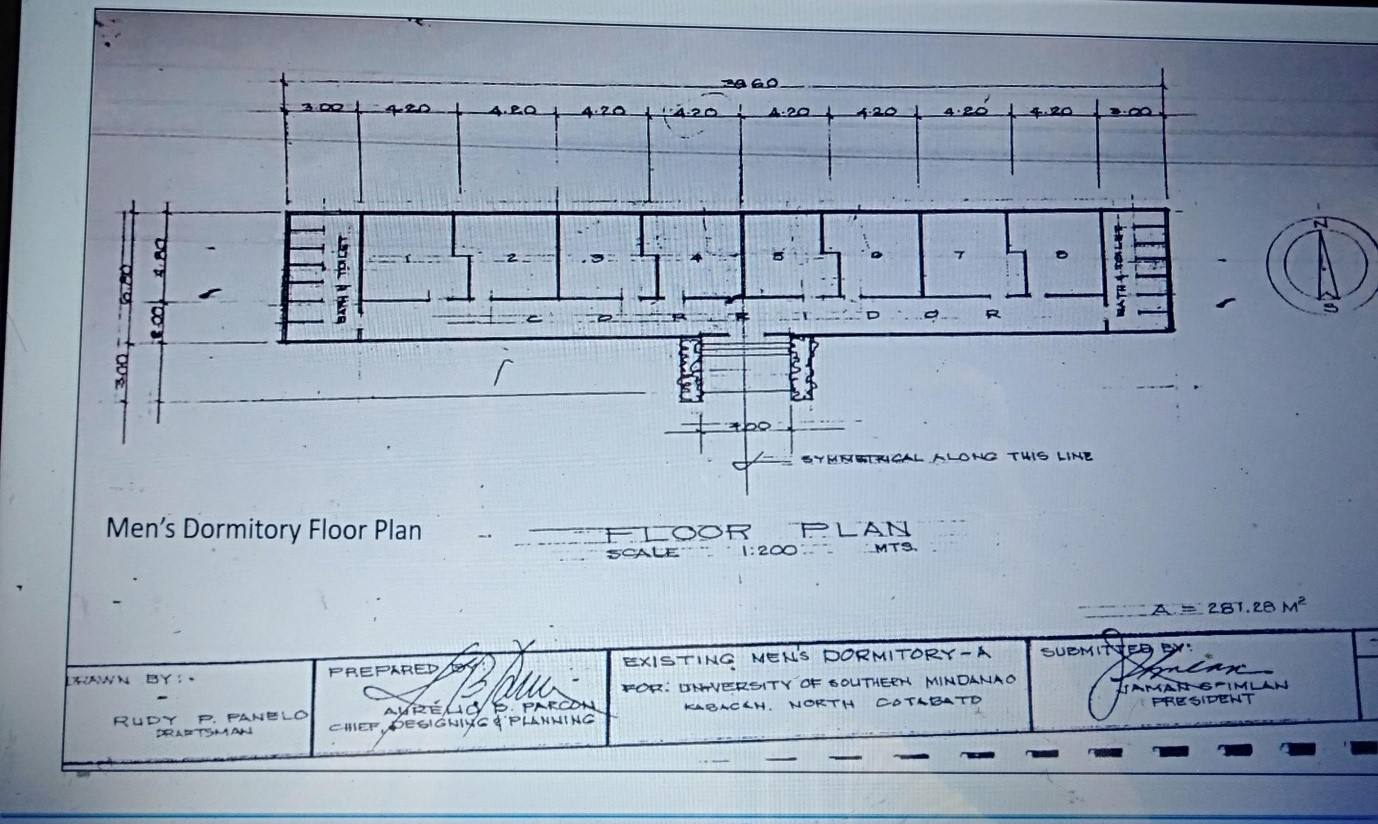 39.60
3.00 4.20 4.20 4.20 4.20 4.20 4.20 4.20 4.20 3.00
4.80
3.00
BATH & TOILET
1 2 3 4 5 6 7 8
BATH & TOILET
C O R R I D O R
N
S
SYMMETRICAL ALONG THIS LINE
Men's Dormitory Floor Plan
FLOOR PLAN
SCALE 1:200 MTS.
A = 287.28 M²
DRAWN BY:
RUDY P. PANELO
DRAFTSMAN
PREPARED BY:
AURELIO P. PARCON
CHIEF, DESIGNING & PLANNING
EXISTING MEN'S DORMITORY-A
FOR: UNIVERSITY OF SOUTHERN MINDANAO
KABACAN, NORTH COTABATO
SUBMITTED BY:
PRESIDENT